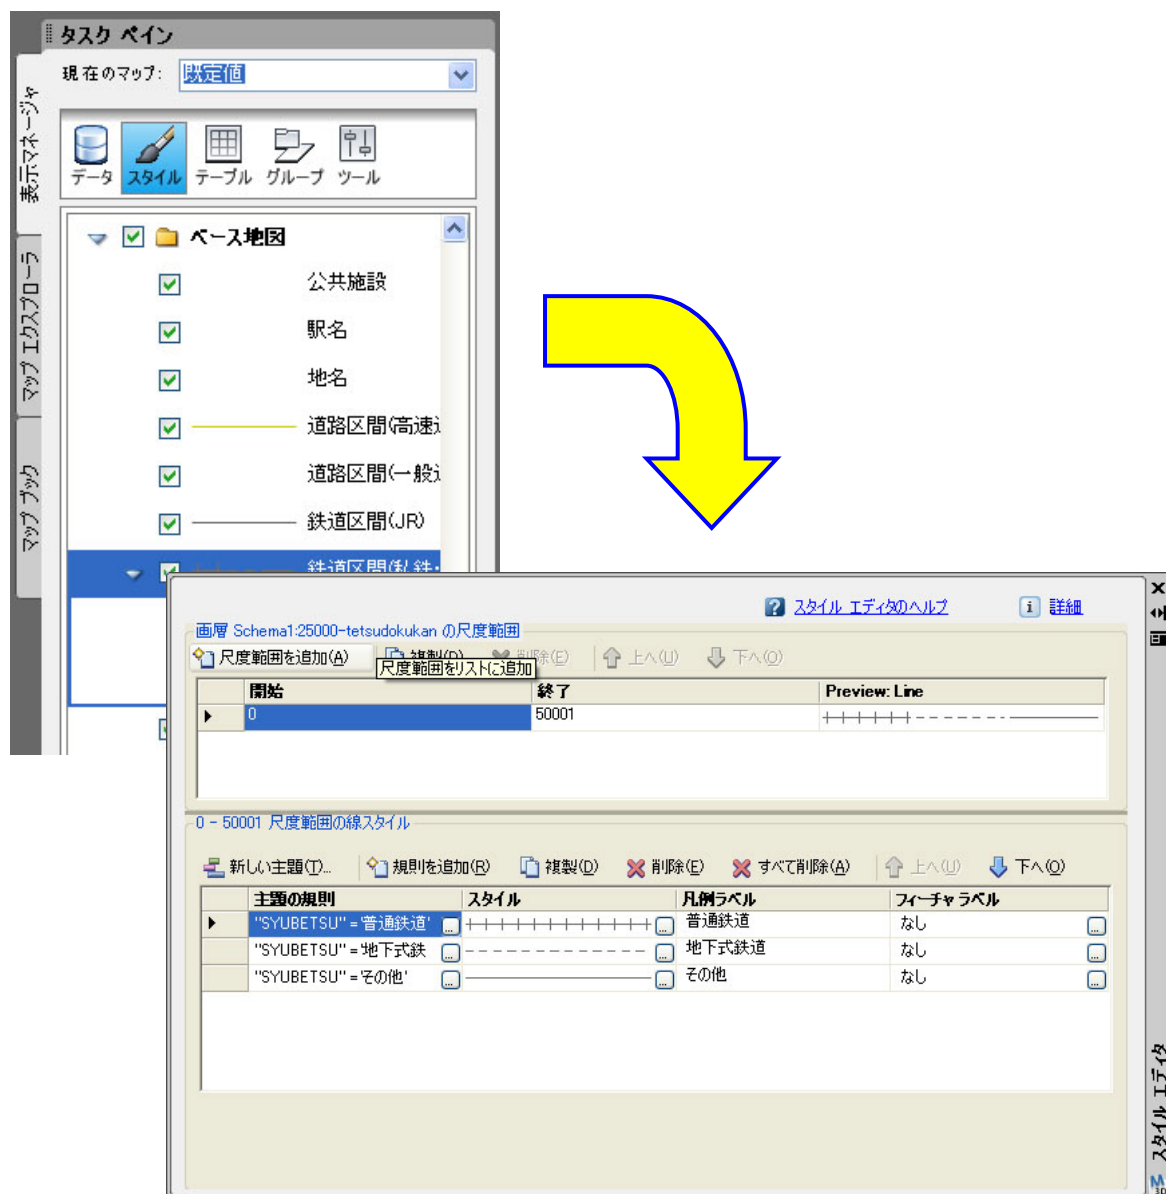 タスク ペイン
現在のマップ: 既定値
データ スタイル テーブル グループ ツール
表示マネージャ
マップ エクスプローラ
マップ ブック
ベース地図
公共施設
駅名
地名
道路区間(高速
道路区間(一般
鉄道区間(JR)
鉄道区間(私鉄・
スタイル エディタのヘルプ 詳細
画層 Schema1:25000-tetsudokukan の尺度範囲
尺度範囲を追加(A) 複製(D) 削除(E) 上へ(U) 下へ(O)
尺度範囲をリストに追加
開始 終了 Preview: Line
0 50001
0 - 50001 尺度範囲の線スタイル
新しい主題(T)... 規則を追加(R) 複製(D) 削除(E) すべて削除(A) 上へ(U) 下へ(O)
主題の規則 スタイル 凡例ラベル フィーチャ ラベル
"SYUBETSU" = '普通鉄道' ... ... 普通鉄道 なし ...
"SYUBETSU" = '地下式鉄 ... ... 地下式鉄道 なし ...
"SYUBETSU" = 'その他' ... ... その他 なし ...
スタイル エディタ